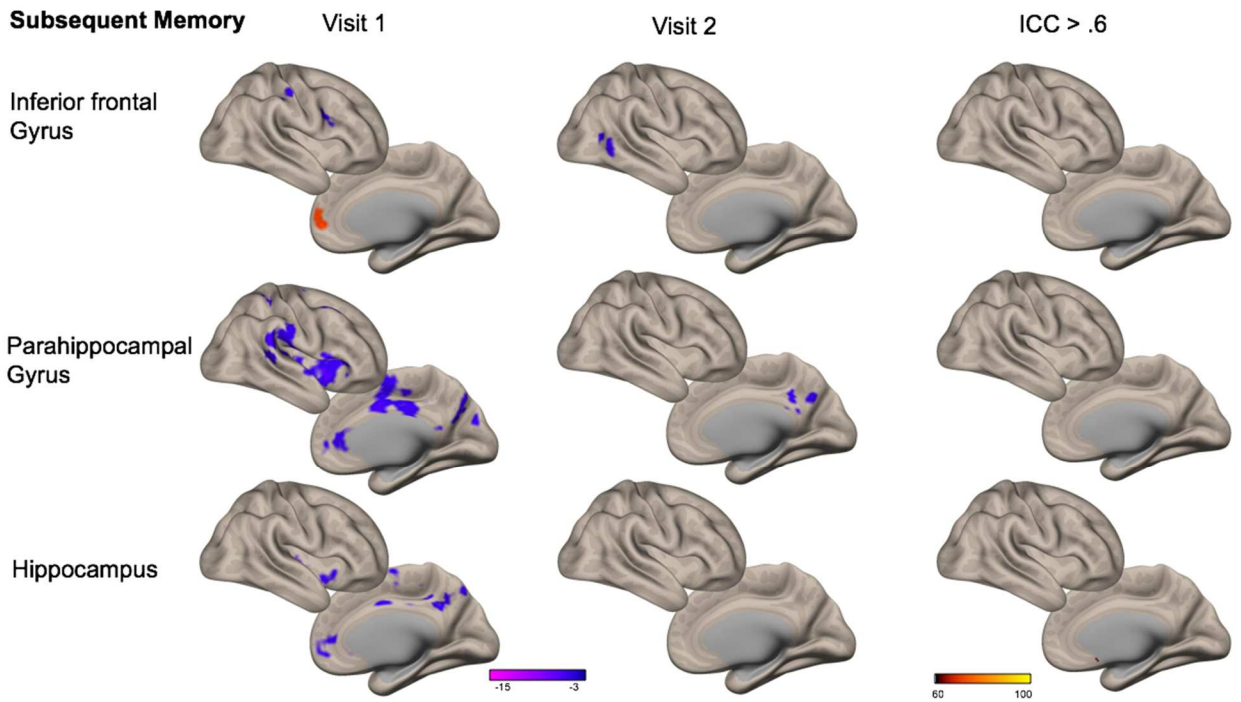 Subsequent Memory Visit 1 Visit 2 ICC > .6
Inferior frontal
Gyrus
Parahippocampal
Gyrus
Hippocampus
-15 -3
60 100